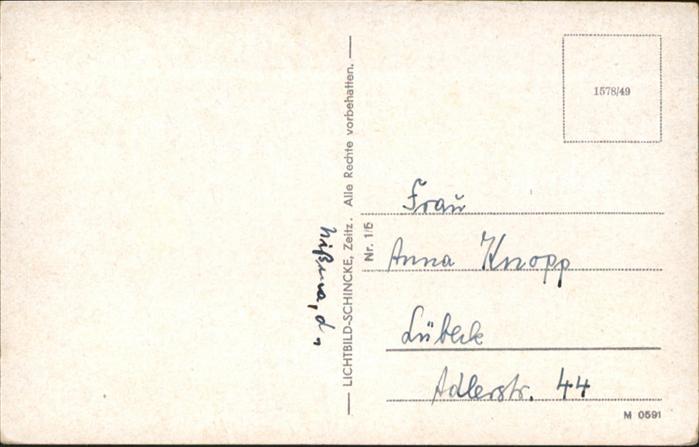 1578/49
LICHTBILD-SCHINCKE, Zeitz. Alle Rechte vorbehalten.
Nr. 1/5
Frau
Anna Knopp
Lübeck
Adlerstr. 44
M 0591